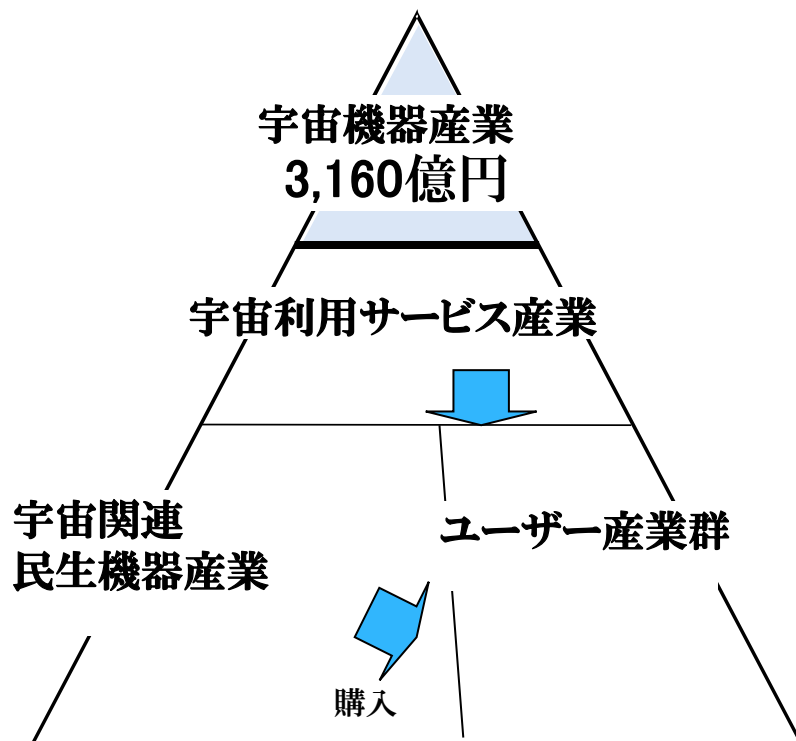 宇宙機器産業
3,160億円
宇宙利用サービス産業
宇宙関連
民生機器産業
ユーザー産業群
購入